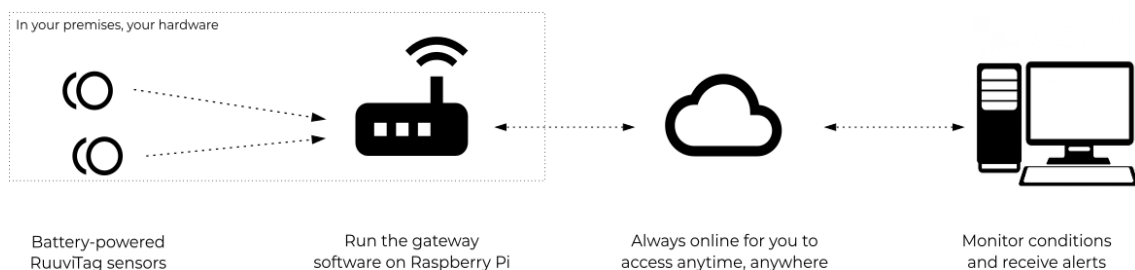 In your premises, your hardware
Battery-powered
RuuviTag sensors
Run the gateway
software on Raspberry Pi
Always online for you to
access anytime, anywhere
Monitor conditions
and receive alerts